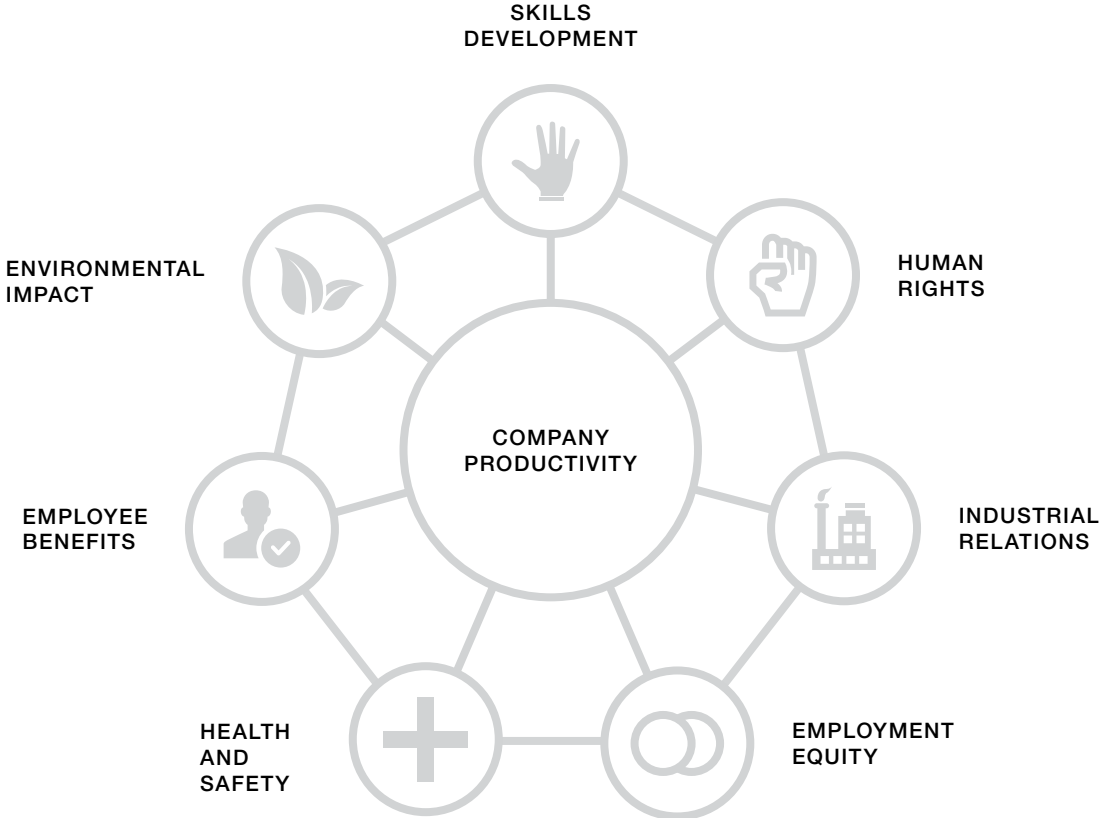 SKILLS
DEVELOPMENT
ENVIRONMENTAL
IMPACT
HUMAN
RIGHTS
COMPANY
PRODUCTIVITY
EMPLOYEE
BENEFITS
INDUSTRIAL
RELATIONS
HEALTH
AND
SAFETY
EMPLOYMENT
EQUITY